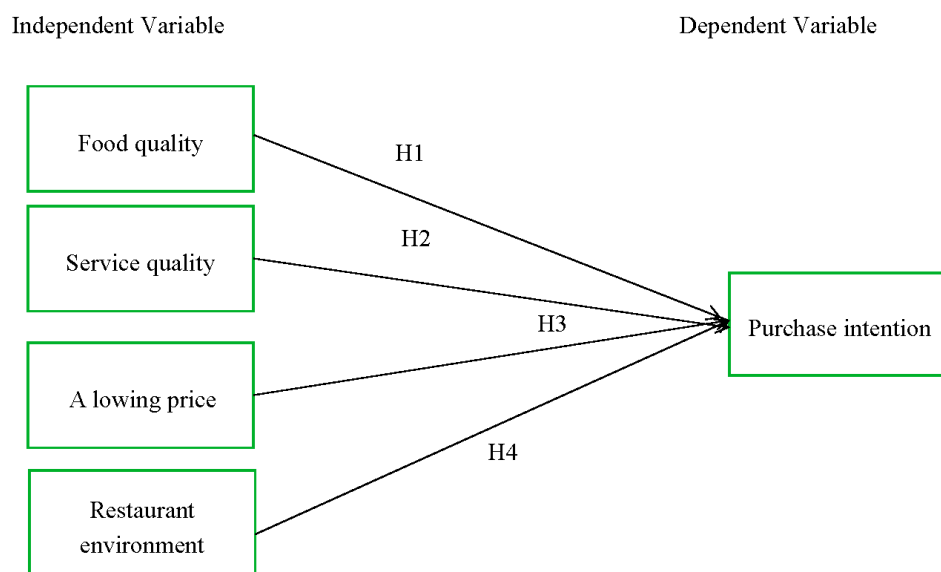 Independent Variable
Dependent Variable
Food quality
H1
Service quality
H2
Purchase intention
H3
A lowing price
H4
Restaurant
environment